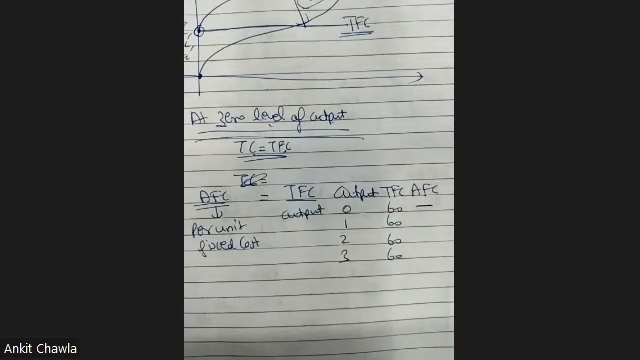 TFC
At zero level of output
TC = TFC
AFC = TFC Output TFC AFC
output 0 60 —
Per unit 1 60
fixed Cost 2 60
3 60
Ankit Chawla